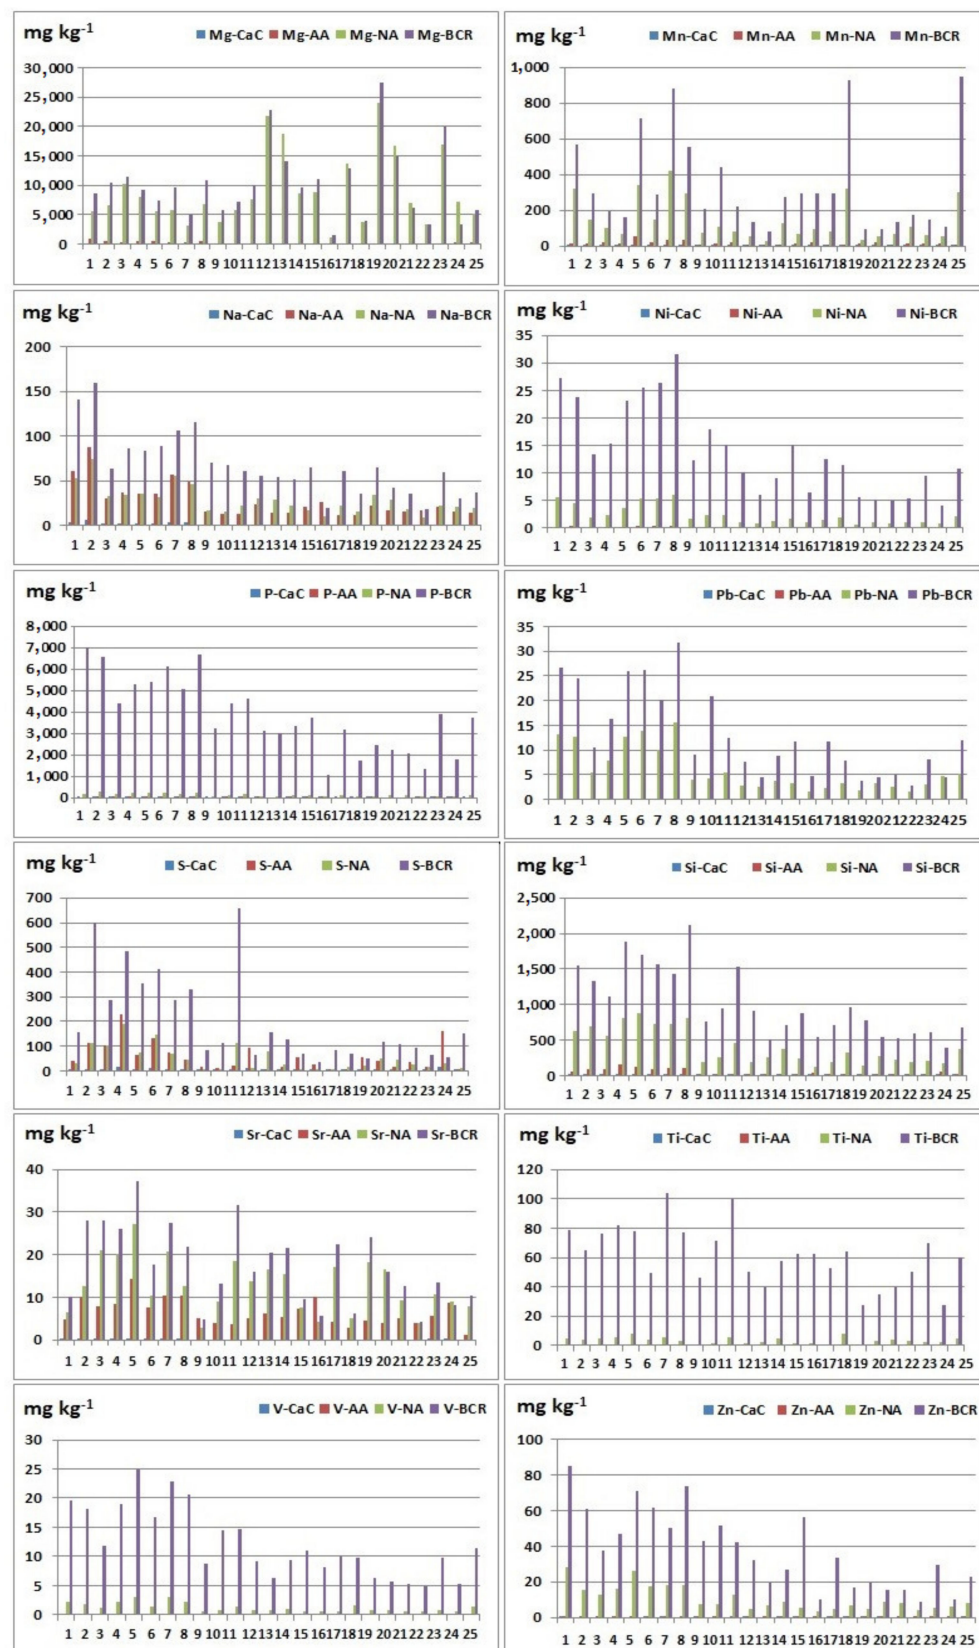 mg kg-1
Mg-CaC Mg-AA Mg-NA Mg-BCR
30,000
25,000
20,000
15,000
10,000
5,000
0
1 2 3 4 5 6 7 8 9 10 11 12 13 14 15 16 17 18 19 20 21 22 23 24 25
mg kg-1
Mn-CaC Mn-AA Mn-NA Mn-BCR
1,000
800
600
400
200
0
1 2 3 4 5 6 7 8 9 10 11 12 13 14 15 16 17 18 19 20 21 22 23 24 25
mg kg-1
Na-CaC Na-AA Na-NA Na-BCR
200
150
100
50
0
1 2 3 4 5 6 7 8 9 10 11 12 13 14 15 16 17 18 19 20 21 22 23 24 25
mg kg-1
Ni-CaC Ni-AA Ni-NA Ni-BCR
35
30
25
20
15
10
5
0
1 2 3 4 5 6 7 8 9 10 11 12 13 14 15 16 17 18 19 20 21 22 23 24 25
mg kg-1
P-CaC P-AA P-NA P-BCR
8,000
7,000
6,000
5,000
4,000
3,000
2,000
1,000
0
1 2 3 4 5 6 7 8 9 10 11 12 13 14 15 16 17 18 19 20 21 22 23 24 25
mg kg-1
Pb-CaC Pb-AA Pb-NA Pb-BCR
35
30
25
20
15
10
5
0
1 2 3 4 5 6 7 8 9 10 11 12 13 14 15 16 17 18 19 20 21 22 23 24 25
mg kg-1
S-CaC S-AA S-NA S-BCR
700
600
500
400
300
200
100
0
1 2 3 4 5 6 7 8 9 10 11 12 13 14 15 16 17 18 19 20 21 22 23 24 25
mg kg-1
Si-CaC Si-AA Si-NA Si-BCR
2,500
2,000
1,500
1,000
500
0
1 2 3 4 5 6 7 8 9 10 11 12 13 14 15 16 17 18 19 20 21 22 23 24 25
mg kg-1
Sr-CaC Sr-AA Sr-NA Sr-BCR
40
30
20
10
0
1 2 3 4 5 6 7 8 9 10 11 12 13 14 15 16 17 18 19 20 21 22 23 24 25
mg kg-1
Ti-CaC Ti-AA Ti-NA Ti-BCR
120
100
80
60
40
20
0
1 2 3 4 5 6 7 8 9 10 11 12 13 14 15 16 17 18 19 20 21 22 23 24 25
mg kg-1
V-CaC V-AA V-NA V-BCR
30
25
20
15
10
5
0
1 2 3 4 5 6 7 8 9 10 11 12 13 14 15 16 17 18 19 20 21 22 23 24 25
mg kg-1
Zn-CaC Zn-AA Zn-NA Zn-BCR
100
80
60
40
20
0
1 2 3 4 5 6 7 8 9 10 11 12 13 14 15 16 17 18 19 20 21 22 23 24 25